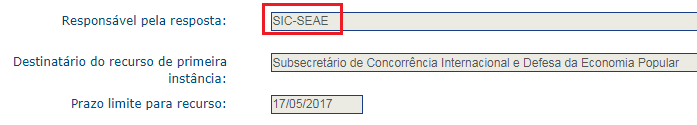 Responsável pela resposta: SIC-SEAE
Destinatário do recurso de primeira instância: Subsecretário de Concorrência Internacional e Defesa da Economia Popular
Prazo limite para recurso: 17/05/2017